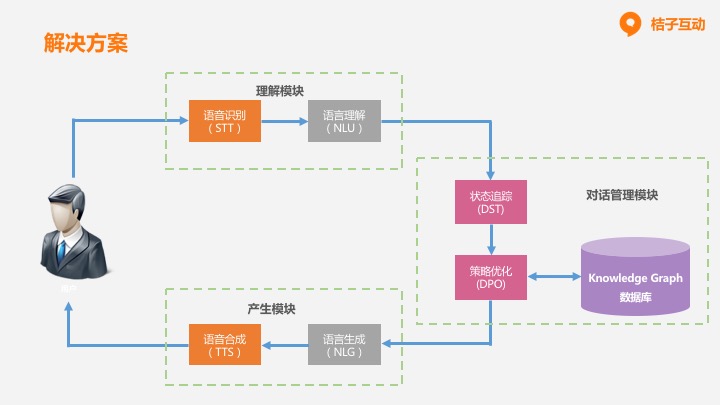 桔子互动
解决方案
理解模块
语音识别
（STT）
语言理解
（NLU）
状态追踪
(DST)
对话管理模块
策略优化
(DPO)
Knowledge Graph
数据库
产生模块
语音合成
（TTS）
语言生成
（NLG）